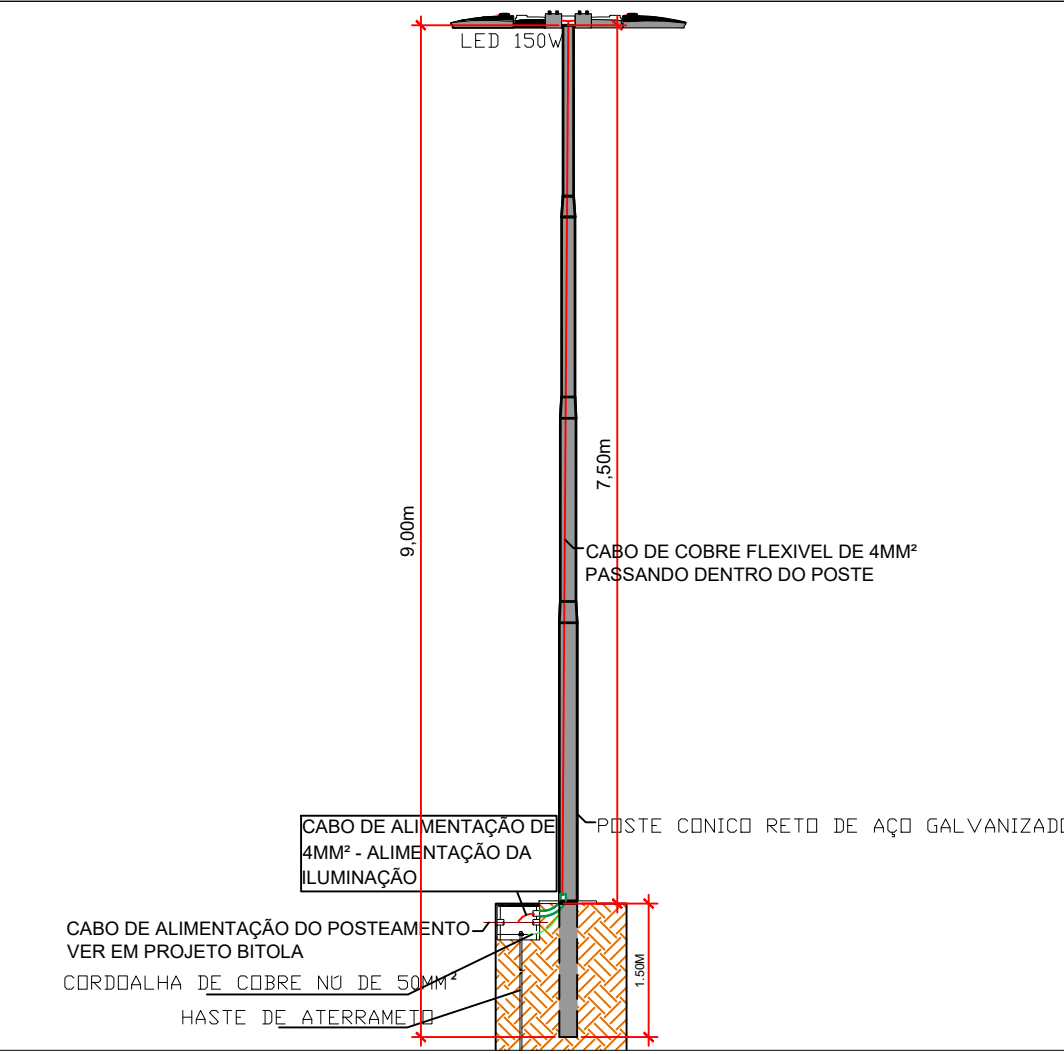 LED 150W
7,50m
9,00m
CABO DE COBRE FLEXIVEL DE 4MM²
PASSANDO DENTRO DO POSTE
CABO DE ALIMENTAÇÃO DE
4MM² - ALIMENTAÇÃO DA
ILUMINAÇÃO
POSTE CONICO RETO DE AÇO GALVANIZADO
CABO DE ALIMENTAÇÃO DO POSTEAMENTO
VER EM PROJETO BITOLA
1.50M
CORDOALHA DE COBRE NÚ DE 50MM²
HASTE DE ATERRAMETO